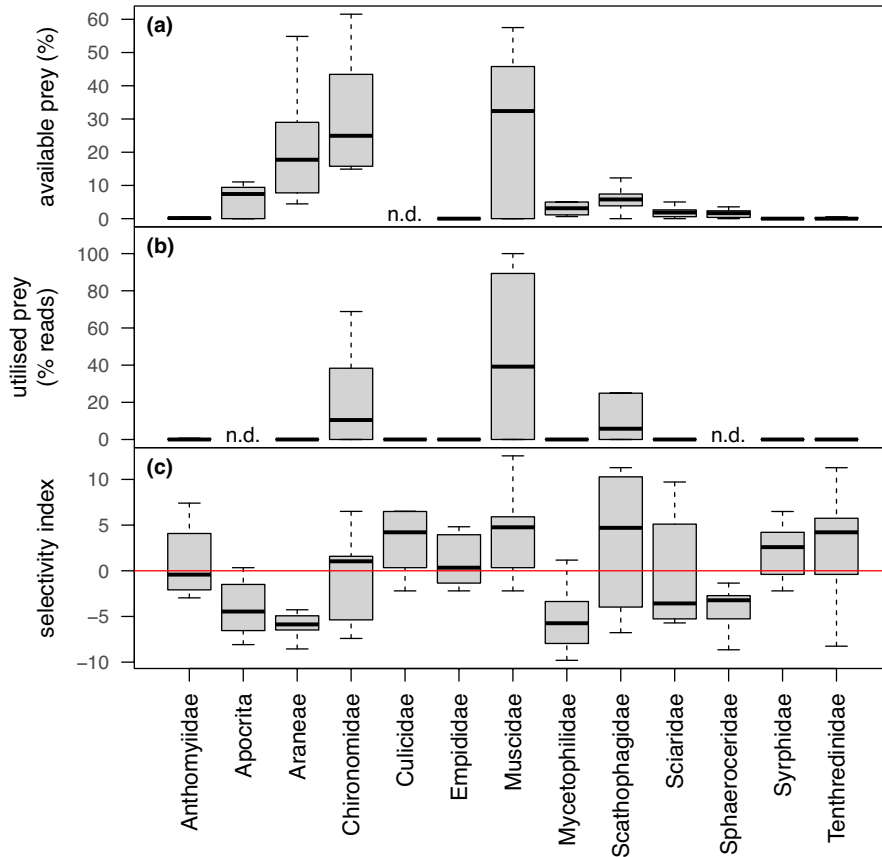 (a)
available prey (%)
60
50
40
30
20
10
0
n.d.
(b)
utilised prey
(% reads)
100
80
60
40
20
0
n.d.
n.d.
(c)
selectivity index
10
5
0
−5
−10
Anthomyiidae
Apocrita
Araneae
Chironomidae
Culicidae
Empididae
Muscidae
Mycetophilidae
Scathophagidae
Sciaridae
Sphaeroceridae
Syrphidae
Tenthredinidae